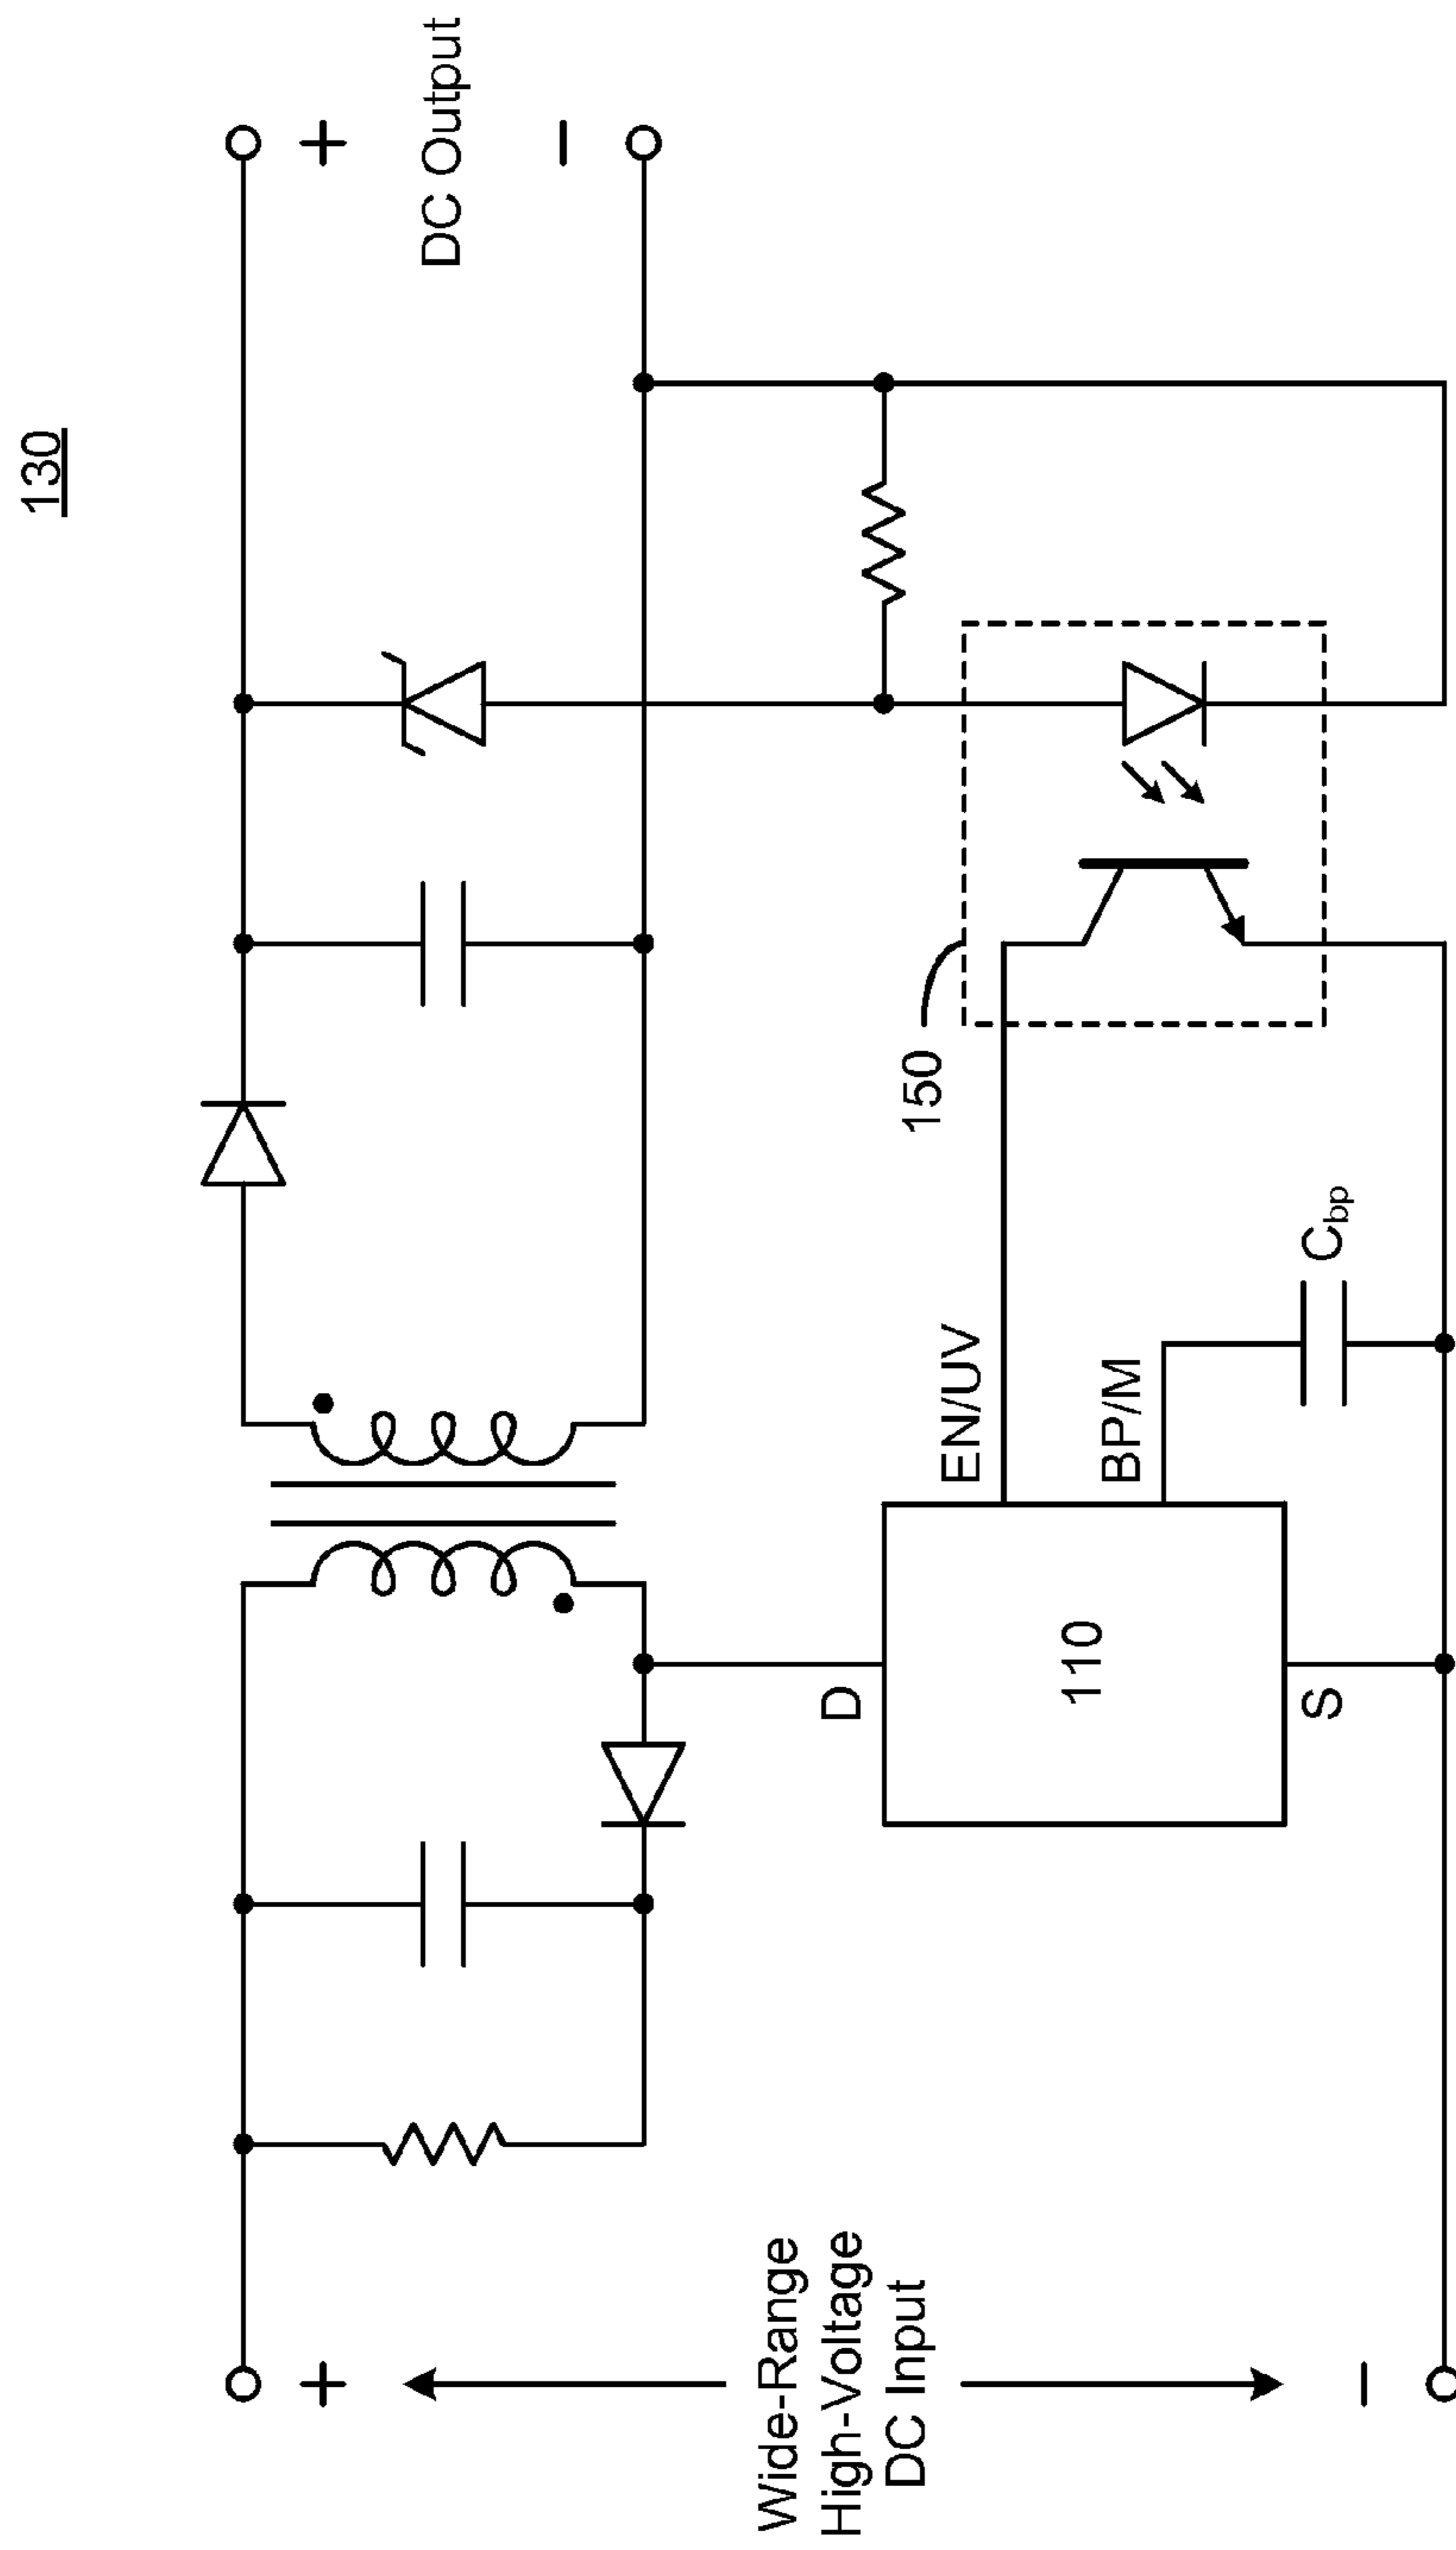 130
+
DC Output
−
+
Wide-Range
High-Voltage
DC Input
−
D
110
S
EN/UV
BP/M
Cbp
150